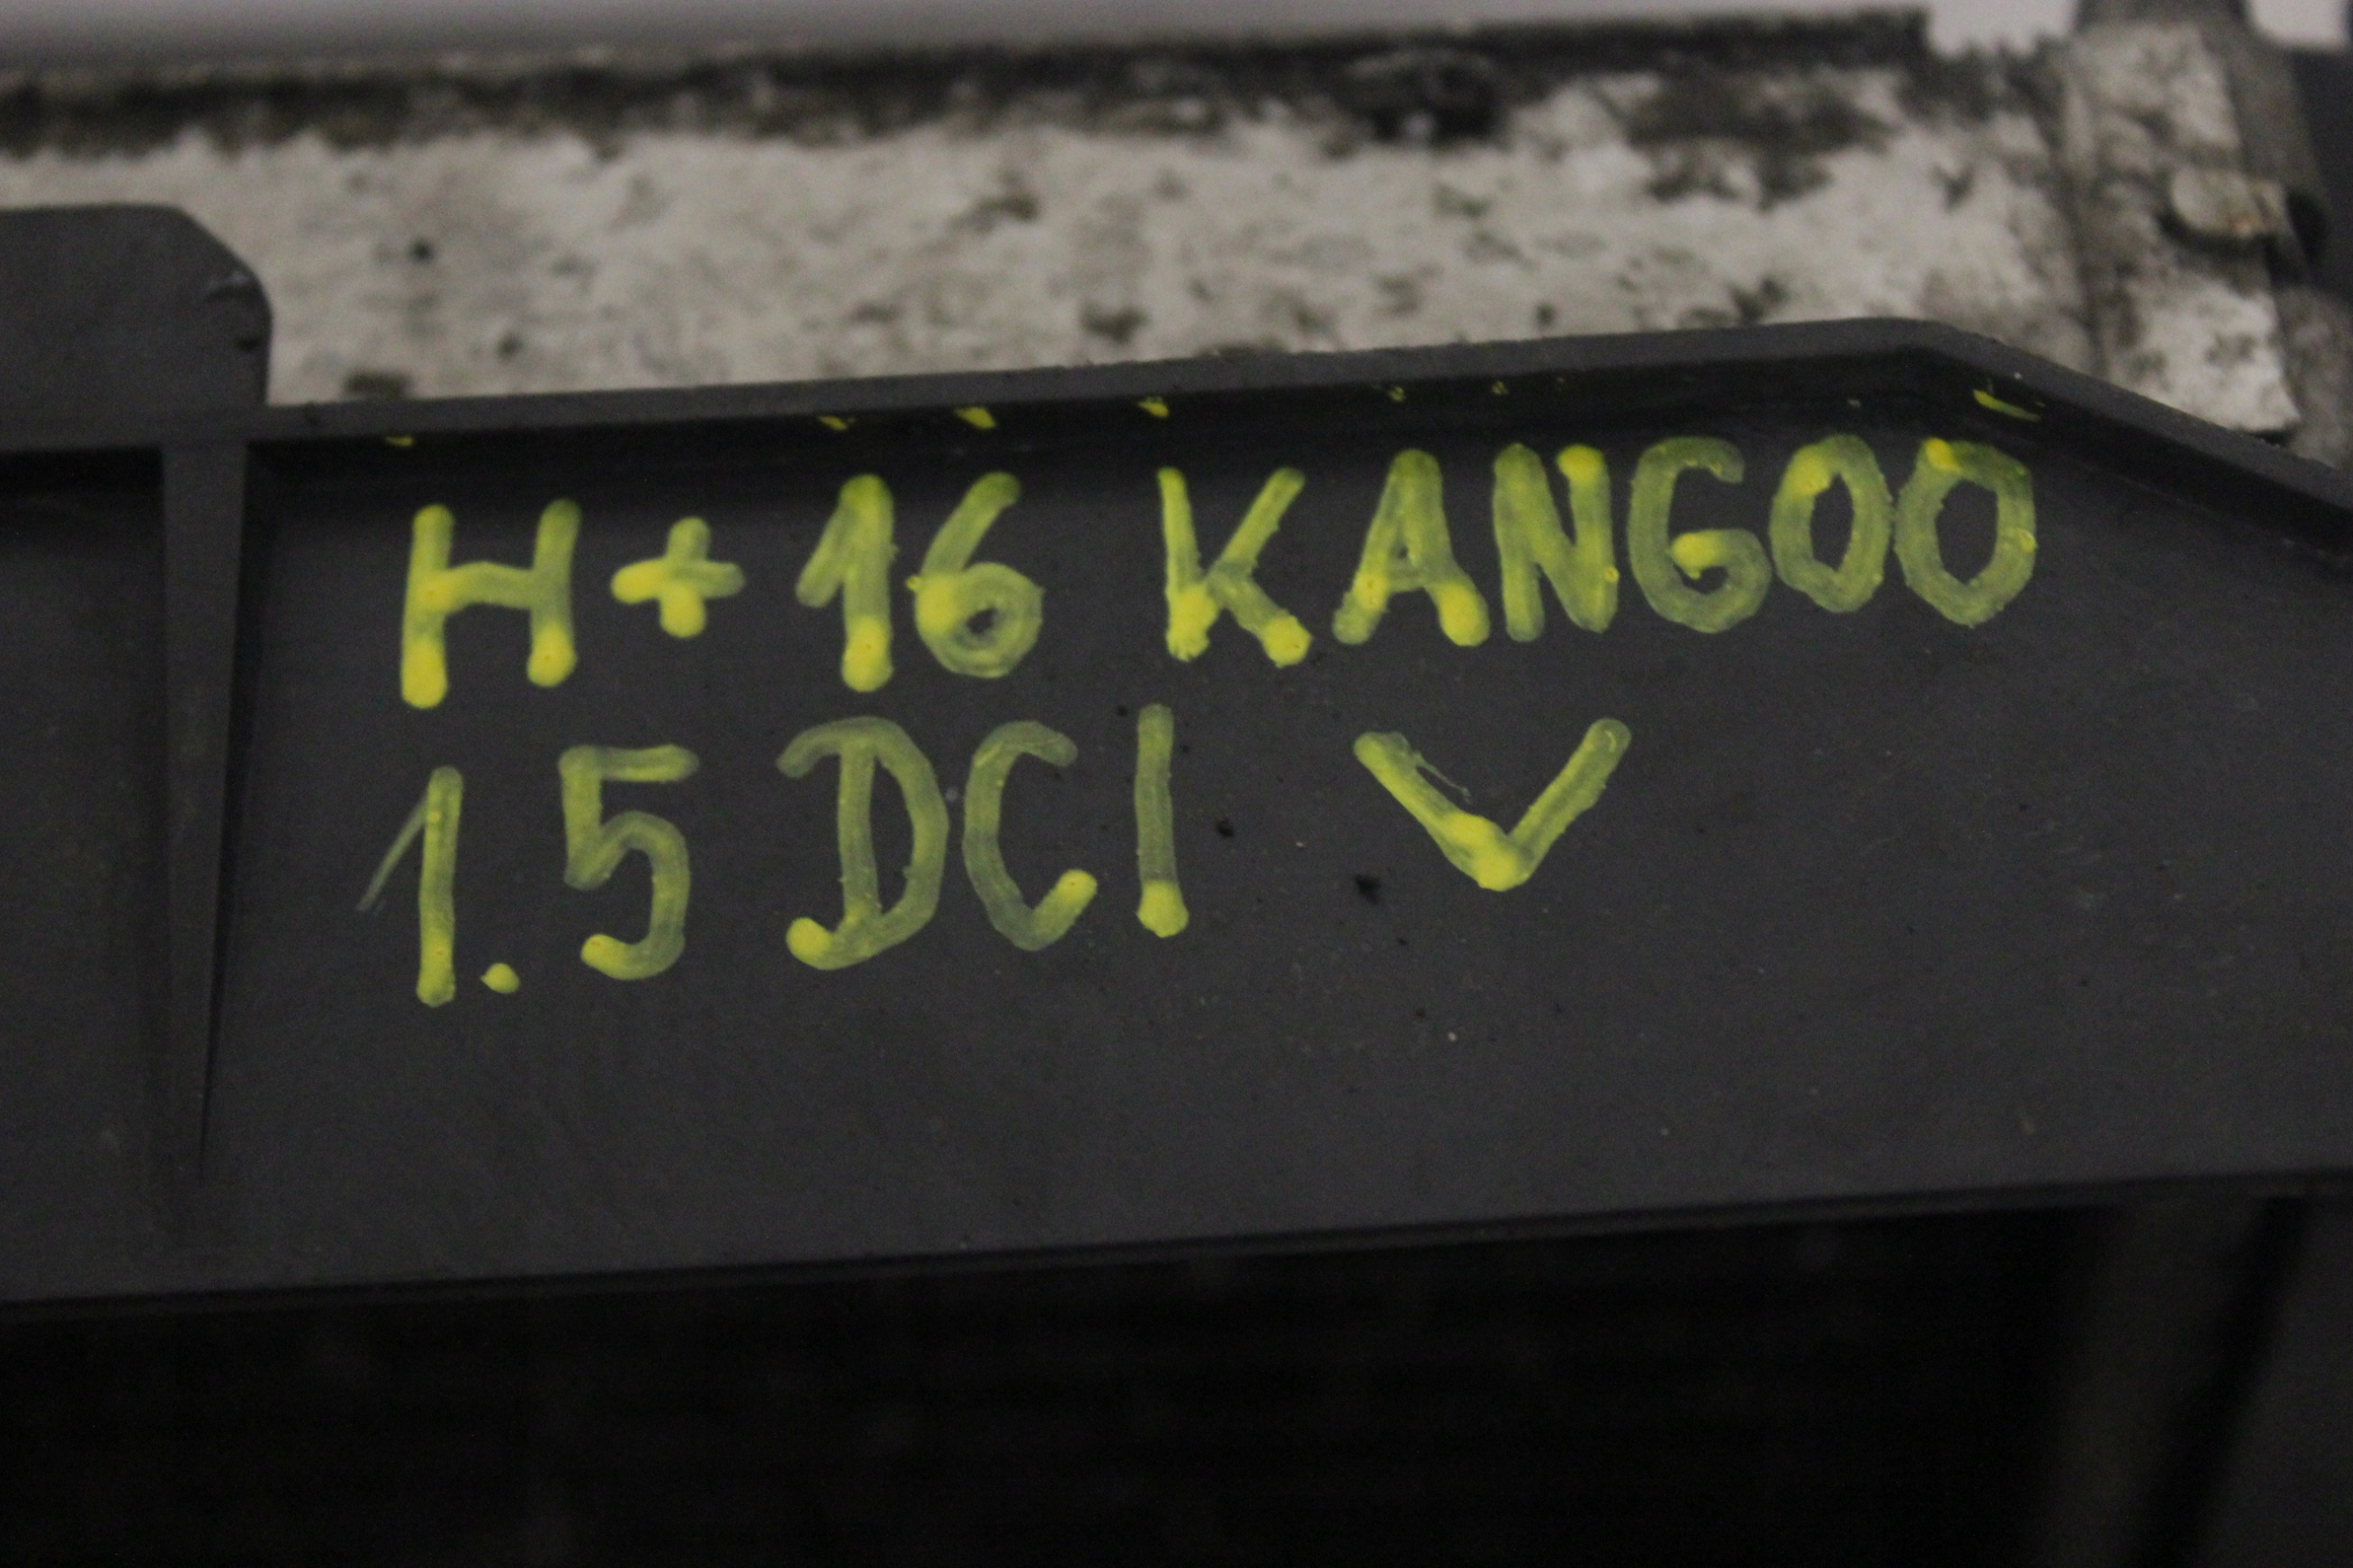 H+16 KANGOO
1.5 DCI V